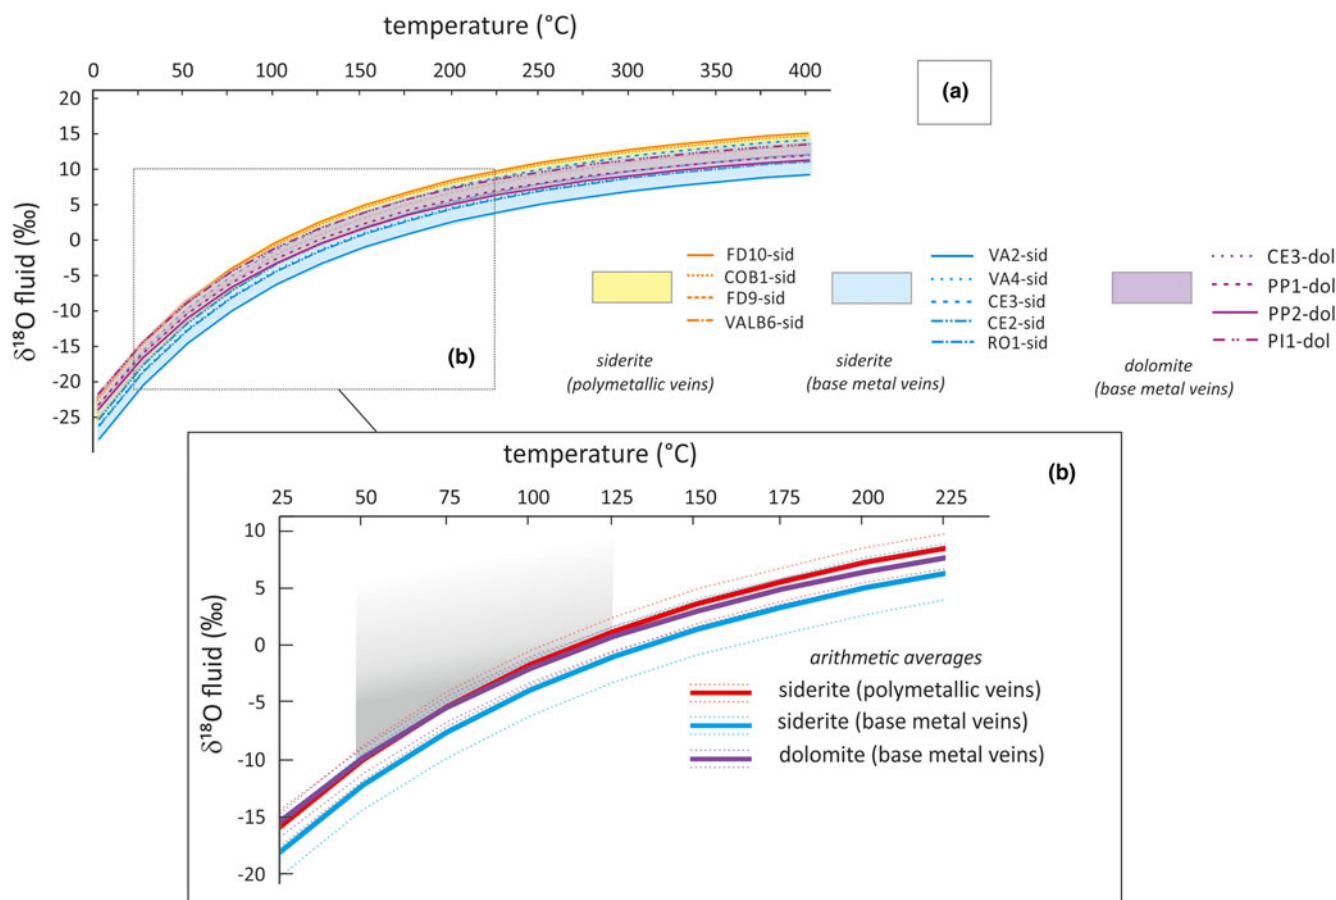 temperature (°C)
0 50 100 150 200 250 300 350 400
(a)
20
15
10
5
0
-5
-10
-15
-20
-25
δ¹⁸O fluid (‰)
(b)
FD10-sid
COB1-sid
FD9-sid
VALB6-sid
siderite
(polymetallic veins)
VA2-sid
VA4-sid
CE3-sid
CE2-sid
RO1-sid
siderite
(base metal veins)
CE3-dol
PP1-dol
PP2-dol
PI1-dol
dolomite
(base metal veins)
temperature (°C)
(b)
25 50 75 100 125 150 175 200 225
10
5
0
-5
-10
-15
-20
δ¹⁸O fluid (‰)
arithmetic averages
siderite (polymetallic veins)
siderite (base metal veins)
dolomite (base metal veins)